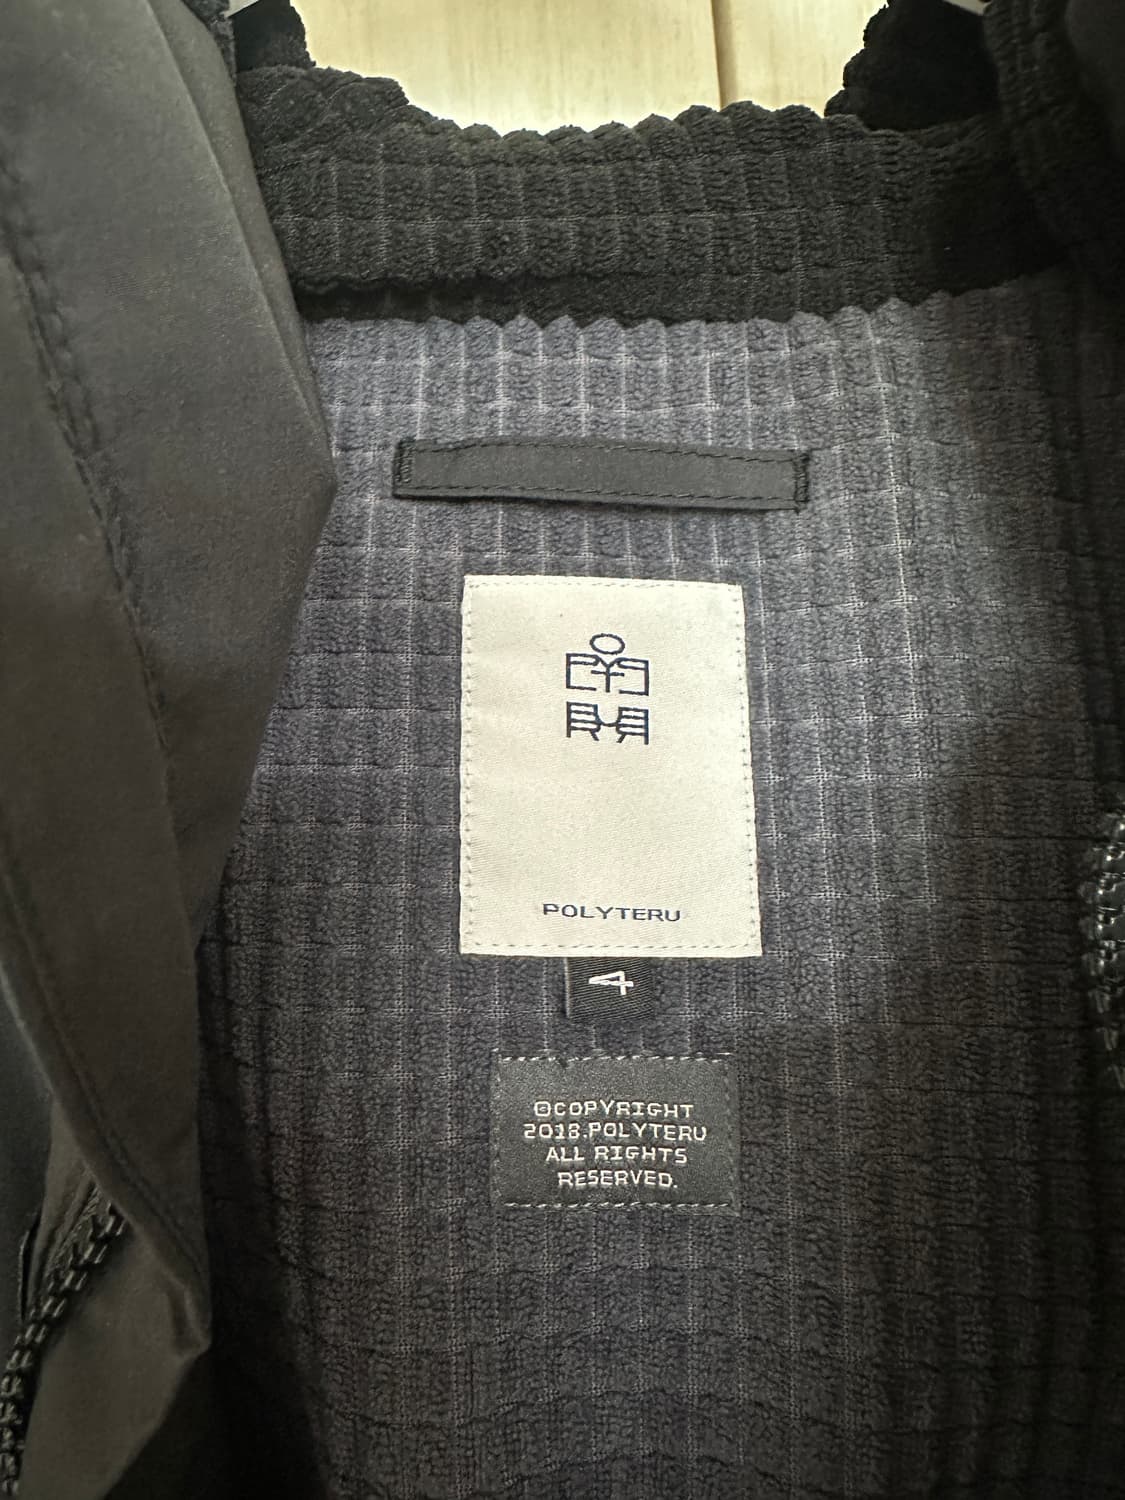 POLYTERU
4
©COPYRIGHT
2018.POLYTERU
ALL RIGHTS
RESERVED.